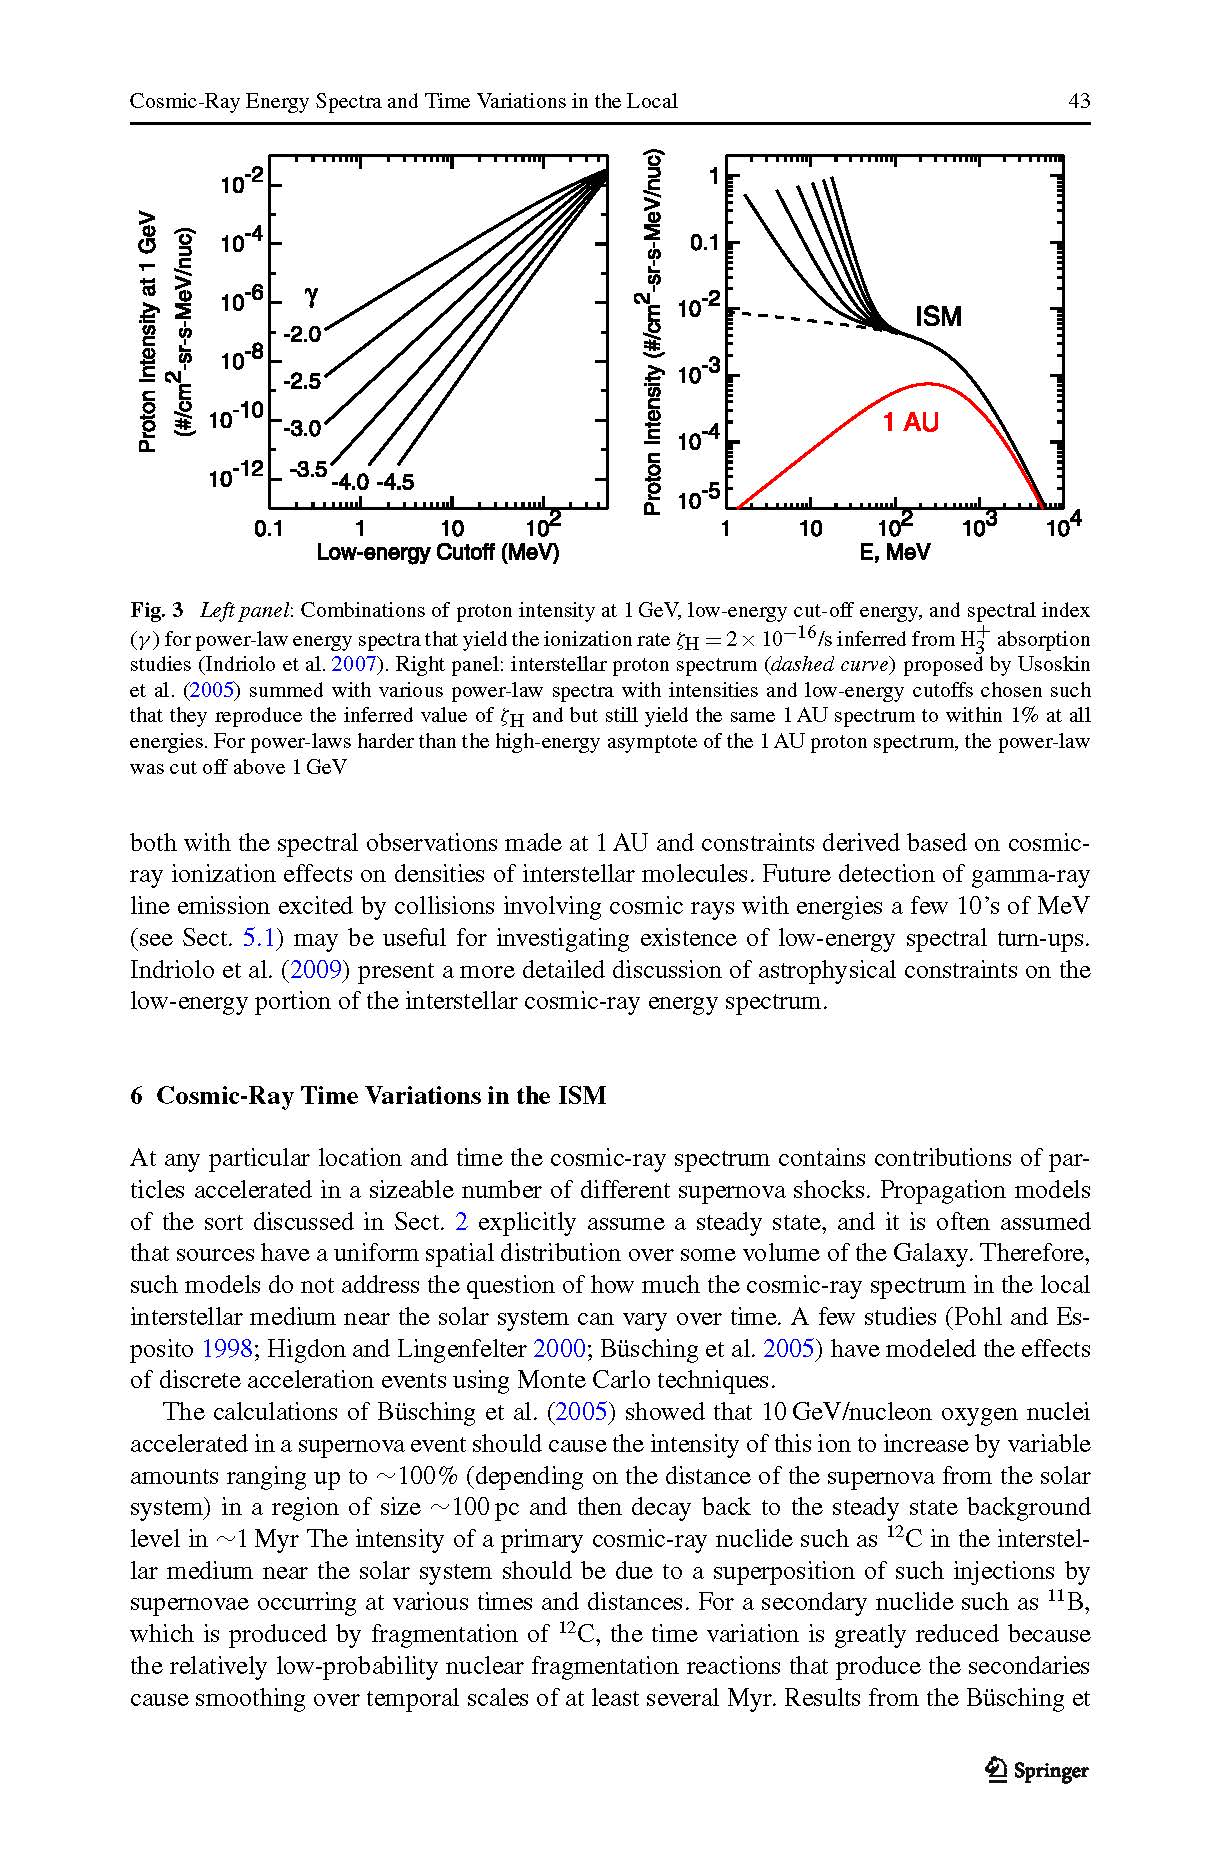 Cosmic-Ray Energy Spectra and Time Variations in the Local 43
Proton Intensity at 1 GeV
(#/cm2-sr-s-MeV/nuc)
10-2
10-4
10-6
10-8
10-10
10-12
γ
-2.0
-2.5
-3.0
-3.5
-4.0 -4.5
0.1 1 10 102
Low-energy Cutoff (MeV)
Proton Intensity (#/cm2-sr-s-MeV/nuc)
1
0.1
10-2
10-3
10-4
10-5
ISM
1 AU
1 10 102 103 104
E, MeV
Fig. 3 Left panel: Combinations of proton intensity at 1 GeV, low-energy cut-off energy, and spectral index
(γ) for power-law energy spectra that yield the ionization rate ζH = 2 × 10−16/s inferred from H3+ absorption
studies (Indriolo et al. 2007). Right panel: interstellar proton spectrum (dashed curve) proposed by Usoskin
et al. (2005) summed with various power-law spectra with intensities and low-energy cutoffs chosen such
that they reproduce the inferred value of ζH and but still yield the same 1 AU spectrum to within 1% at all
energies. For power-laws harder than the high-energy asymptote of the 1 AU proton spectrum, the power-law
was cut off above 1 GeV
both with the spectral observations made at 1 AU and constraints derived based on cosmic-
ray ionization effects on densities of interstellar molecules. Future detection of gamma-ray
line emission excited by collisions involving cosmic rays with energies a few 10's of MeV
(see Sect. 5.1) may be useful for investigating existence of low-energy spectral turn-ups.
Indriolo et al. (2009) present a more detailed discussion of astrophysical constraints on the
low-energy portion of the interstellar cosmic-ray energy spectrum.
6 Cosmic-Ray Time Variations in the ISM
At any particular location and time the cosmic-ray spectrum contains contributions of par-
ticles accelerated in a sizeable number of different supernova shocks. Propagation models
of the sort discussed in Sect. 2 explicitly assume a steady state, and it is often assumed
that sources have a uniform spatial distribution over some volume of the Galaxy. Therefore,
such models do not address the question of how much the cosmic-ray spectrum in the local
interstellar medium near the solar system can vary over time. A few studies (Pohl and Es-
posito 1998; Higdon and Lingenfelter 2000; Büsching et al. 2005) have modeled the effects
of discrete acceleration events using Monte Carlo techniques.
The calculations of Büsching et al. (2005) showed that 10 GeV/nucleon oxygen nuclei
accelerated in a supernova event should cause the intensity of this ion to increase by variable
amounts ranging up to ∼100% (depending on the distance of the supernova from the solar
system) in a region of size ∼100 pc and then decay back to the steady state background
level in ∼1 Myr The intensity of a primary cosmic-ray nuclide such as 12C in the interstel-
lar medium near the solar system should be due to a superposition of such injections by
supernovae occurring at various times and distances. For a secondary nuclide such as 11B,
which is produced by fragmentation of 12C, the time variation is greatly reduced because
the relatively low-probability nuclear fragmentation reactions that produce the secondaries
cause smoothing over temporal scales of at least several Myr. Results from the Büsching et
Springer